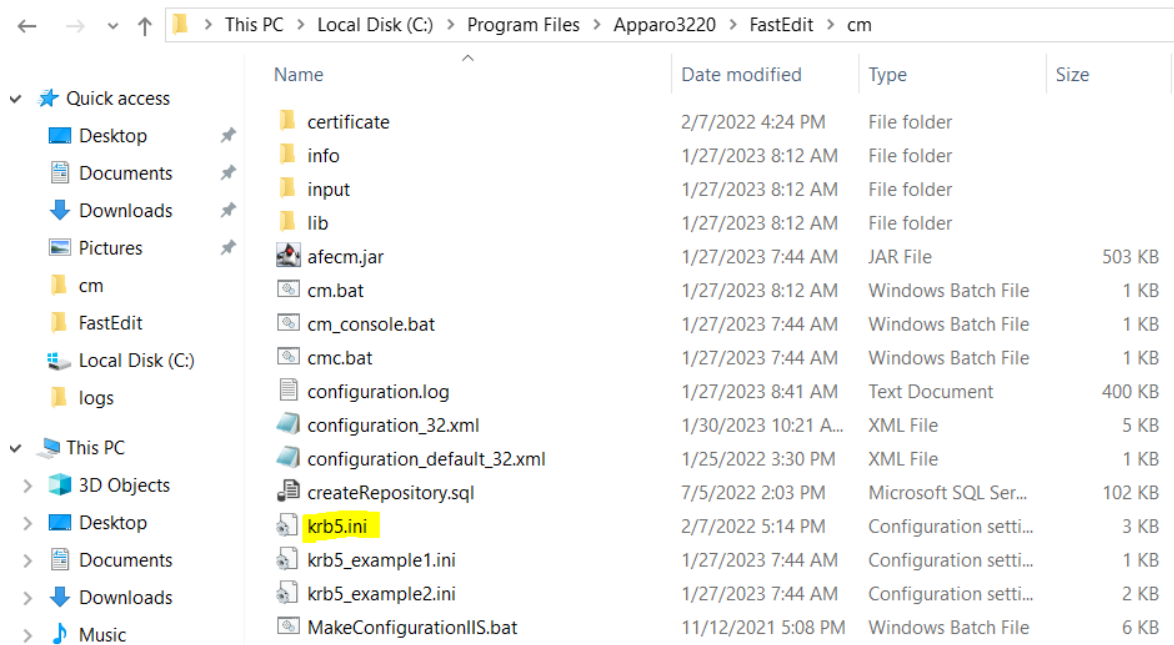 This PC > Local Disk (C:) > Program Files > Apparo3220 > FastEdit > cm
Name Date modified Type Size
Quick access
Desktop
Documents
Downloads
Pictures
cm
FastEdit
Local Disk (C:)
logs
This PC
3D Objects
Desktop
Documents
Downloads
Music
certificate 2/7/2022 4:24 PM File folder
info 1/27/2023 8:12 AM File folder
input 1/27/2023 8:12 AM File folder
lib 1/27/2023 8:12 AM File folder
afecm.jar 1/27/2023 7:44 AM JAR File 503 KB
cm.bat 1/27/2023 8:12 AM Windows Batch File 1 KB
cm_console.bat 1/27/2023 7:44 AM Windows Batch File 1 KB
cmc.bat 1/27/2023 7:44 AM Windows Batch File 1 KB
configuration.log 1/27/2023 8:41 AM Text Document 400 KB
configuration_32.xml 1/30/2023 10:21 A... XML File 5 KB
configuration_default_32.xml 1/25/2022 3:30 PM XML File 1 KB
createRepository.sql 7/5/2022 2:03 PM Microsoft SQL Ser... 102 KB
krb5.ini 2/7/2022 5:14 PM Configuration setti... 3 KB
krb5_example1.ini 1/27/2023 7:44 AM Configuration setti... 1 KB
krb5_example2.ini 1/27/2023 7:44 AM Configuration setti... 2 KB
MakeConfigurationIIS.bat 11/12/2021 5:08 PM Windows Batch File 6 KB